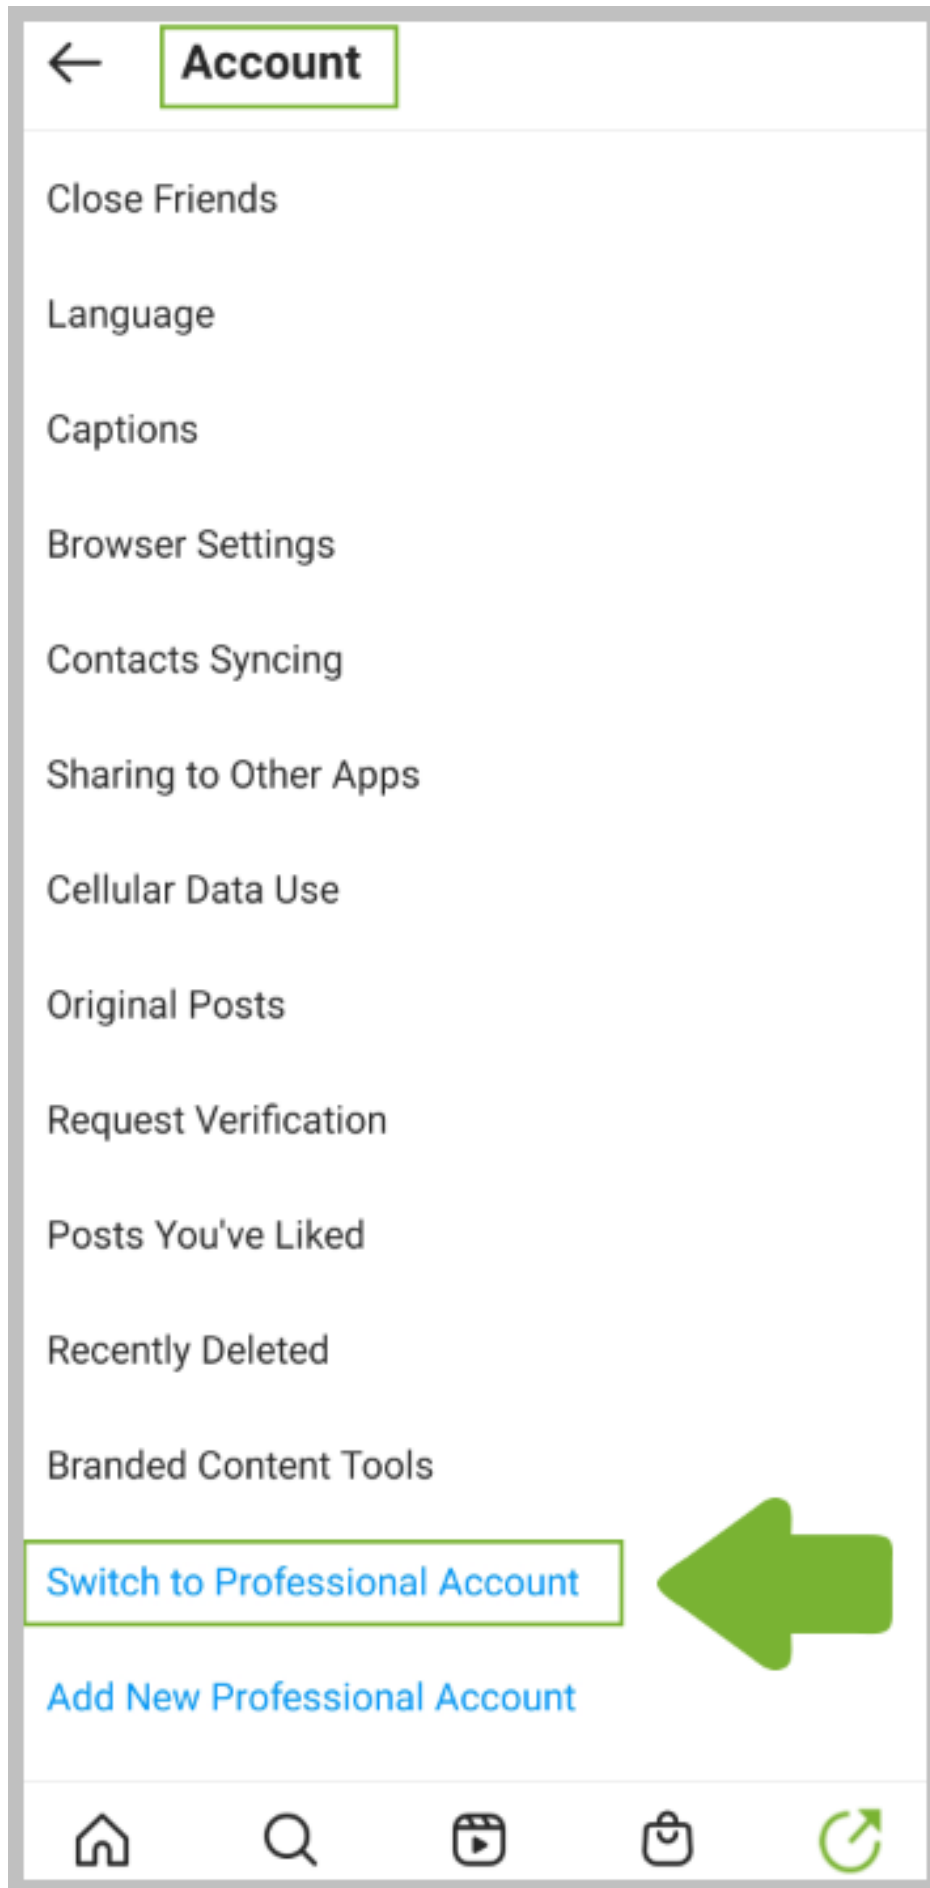 Account
Close Friends
Language
Captions
Browser Settings
Contacts Syncing
Sharing to Other Apps
Cellular Data Use
Original Posts
Request Verification
Posts You've Liked
Recently Deleted
Branded Content Tools
Switch to Professional Account
Add New Professional Account